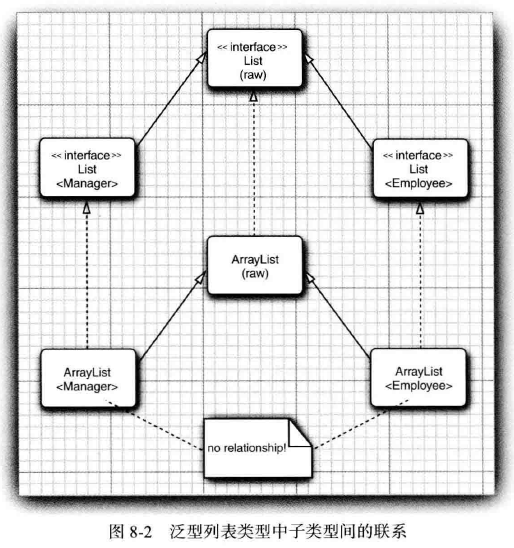 << interface >>
List
(raw)
<< interface >>
List
<Manager>
<< interface >>
List
<Employee>
ArrayList
(raw)
ArrayList
<Manager>
ArrayList
<Employee>
no relationship!
图 8-2 泛型列表类型中子类型间的联系